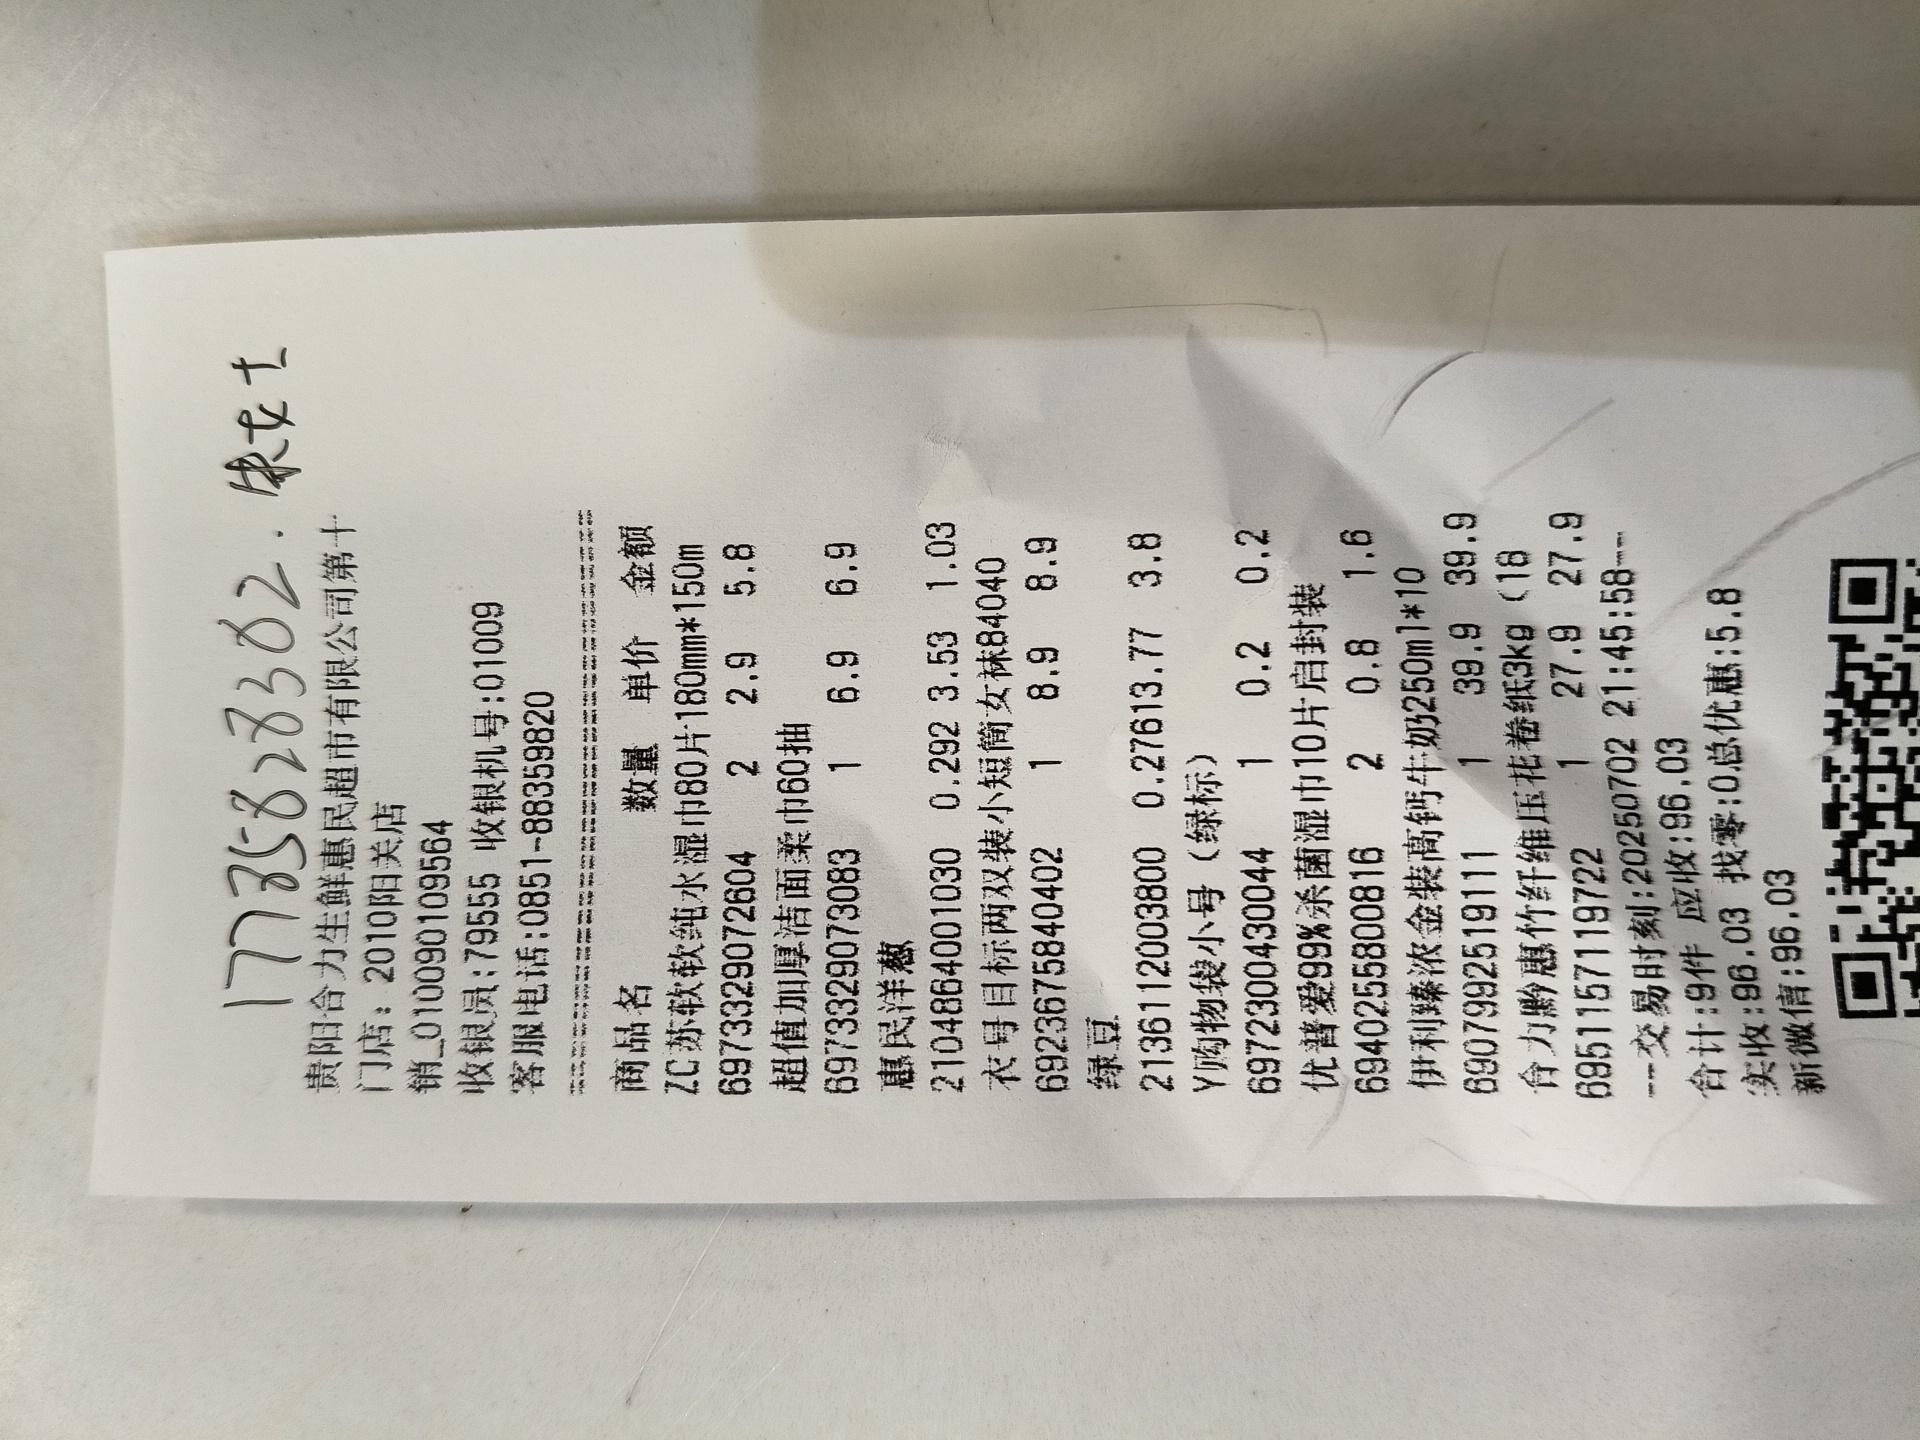 17735828302. 朱女士
贵阳合力生鲜惠民超市有限公司第十
门店: 2010阳关店
销_01009010109564
收银员:79555 收银机号:01009
客服电话:0851-88359820
商品名 数量 单价 金额
ZC苏软软纯水湿巾80片180mm*150m
6973329072604 2 2.9 5.8
超值加厚洁面柔巾60抽
6973329073083 1 6.9 6.9
惠民洋葱
2104864001030 0.292 3.53 1.03
衣号目标两双装小短筒女袜84040
6923675840402 1 8.9 8.9
绿豆
2136112003800 0.27613.77 3.8
Y购物袋小号（绿标）
6972300430044 1 0.2 0.2
优普爱99%杀菌湿巾10片启封装
6940255800816 2 0.8 1.6
伊利臻浓金装高钙牛奶250ml*10
6907992519111 1 39.9 39.9
合力黔惠竹纤维压花卷纸3kg（18
6951157119722 1 27.9 27.9
--交易时刻:20250702 21:45:58--
合计:9件 应收:96.03
实收:96.03 找零:0总优惠:5.8
新微信:96.03